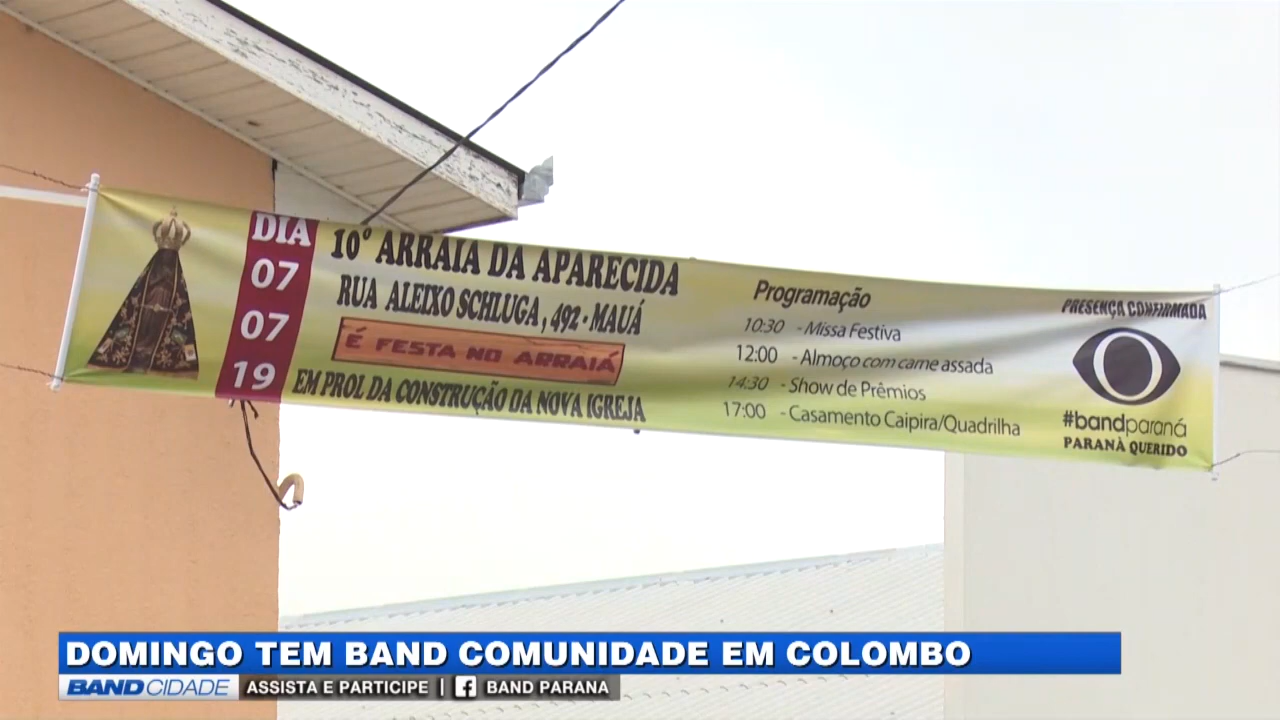 DIA
07
07
19
10º ARRAIA DA APARECIDA
RUA ALEIXO SCHLUGA, 492 - MAUÁ
É FESTA NO ARRAIÁ
EM PROL DA CONSTRUÇÃO DA NOVA IGREJA
Programação
10:30 - Missa Festiva
12:00 - Almoço com carne assada
14:30 - Show de Prêmios
17:00 - Casamento Caipira/Quadrilha
PRESENÇA CONFIRMADA
#bandparaná
PARANÀ QUERIDO
DOMINGO TEM BAND COMUNIDADE EM COLOMBO
BAND CIDADE ASSISTA E PARTICIPE | f BAND PARANA